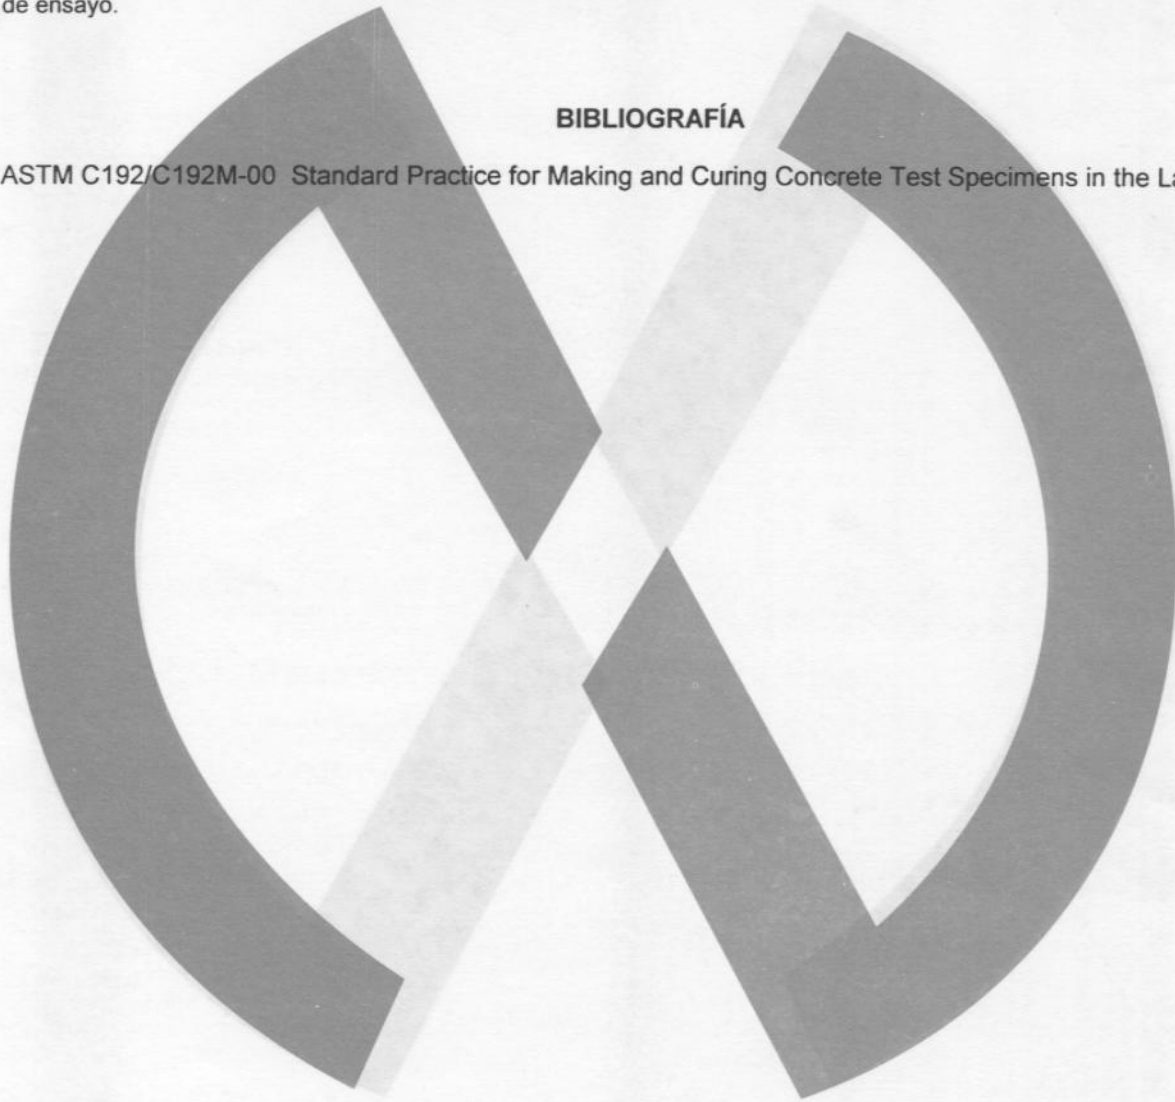 de ensayo.
BIBLIOGRAFÍA
ASTM C192/C192M-00 Standard Practice for Making and Curing Concrete Test Specimens in the La